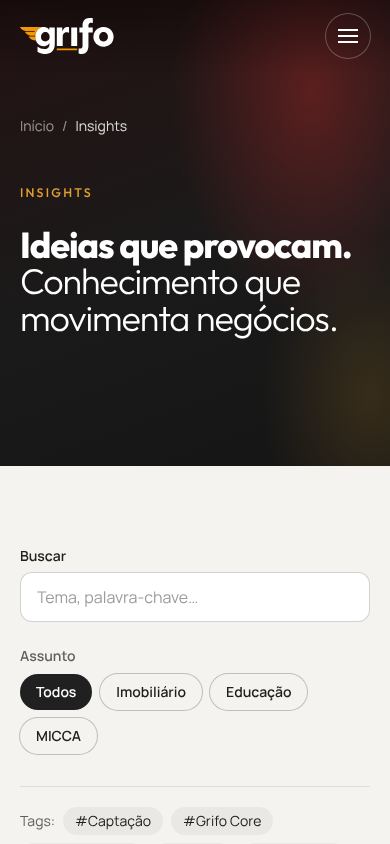 grifo
Início / Insights
INSIGHTS
Ideias que provocam.
Conhecimento que
movimenta negócios.
Buscar
Tema, palavra-chave...
Assunto
Todos Imobiliário Educação
MICCA
Tags: #Captação #Grifo Core